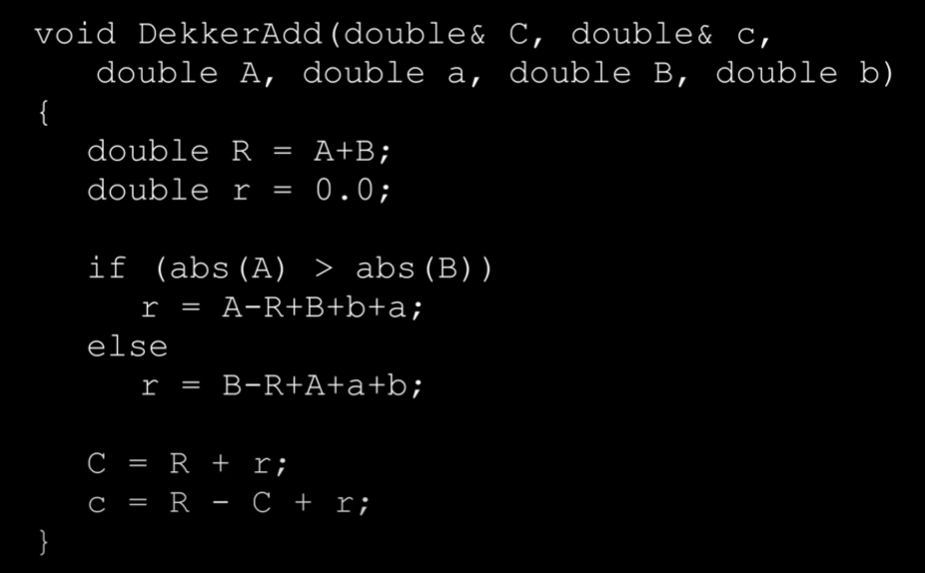 void DekkerAdd(double& C, double& c,
double A, double a, double B, double b)
{
double R = A+B;
double r = 0.0;
if (abs(A) > abs(B))
r = A-R+B+b+a;
else
r = B-R+A+a+b;
C = R + r;
c = R - C + r;
}